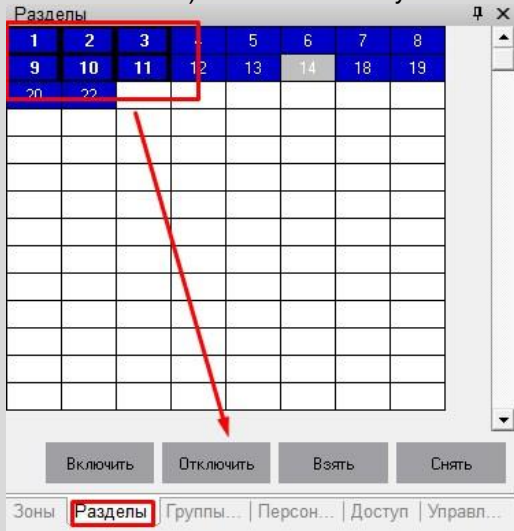 Разделы
1 2 3 4 5 6 7 8
9 10 11 12 13 14 18 19
20 22
Включить Отключить Взять Снять
Зоны Разделы Группы... Персон... Доступ Управл...